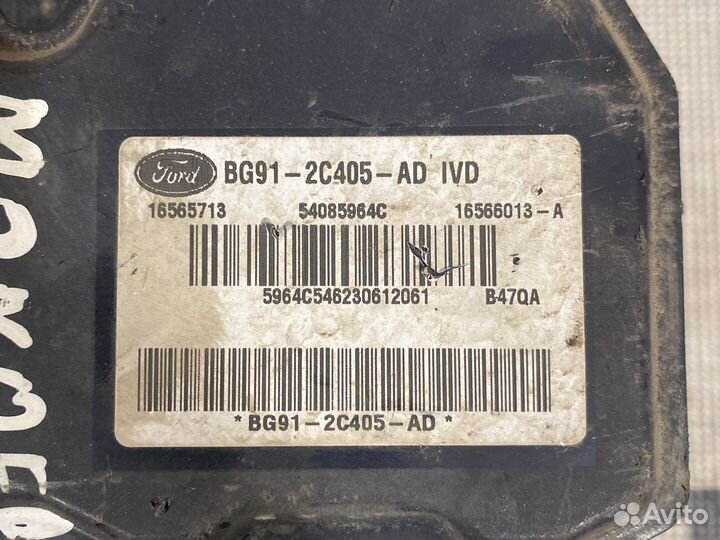 Ford BG91-2C405-AD IVD
16565713 54085964C 16566013-A
5964C546230612061 B47QA
*BG91-2C405-AD*
Avito